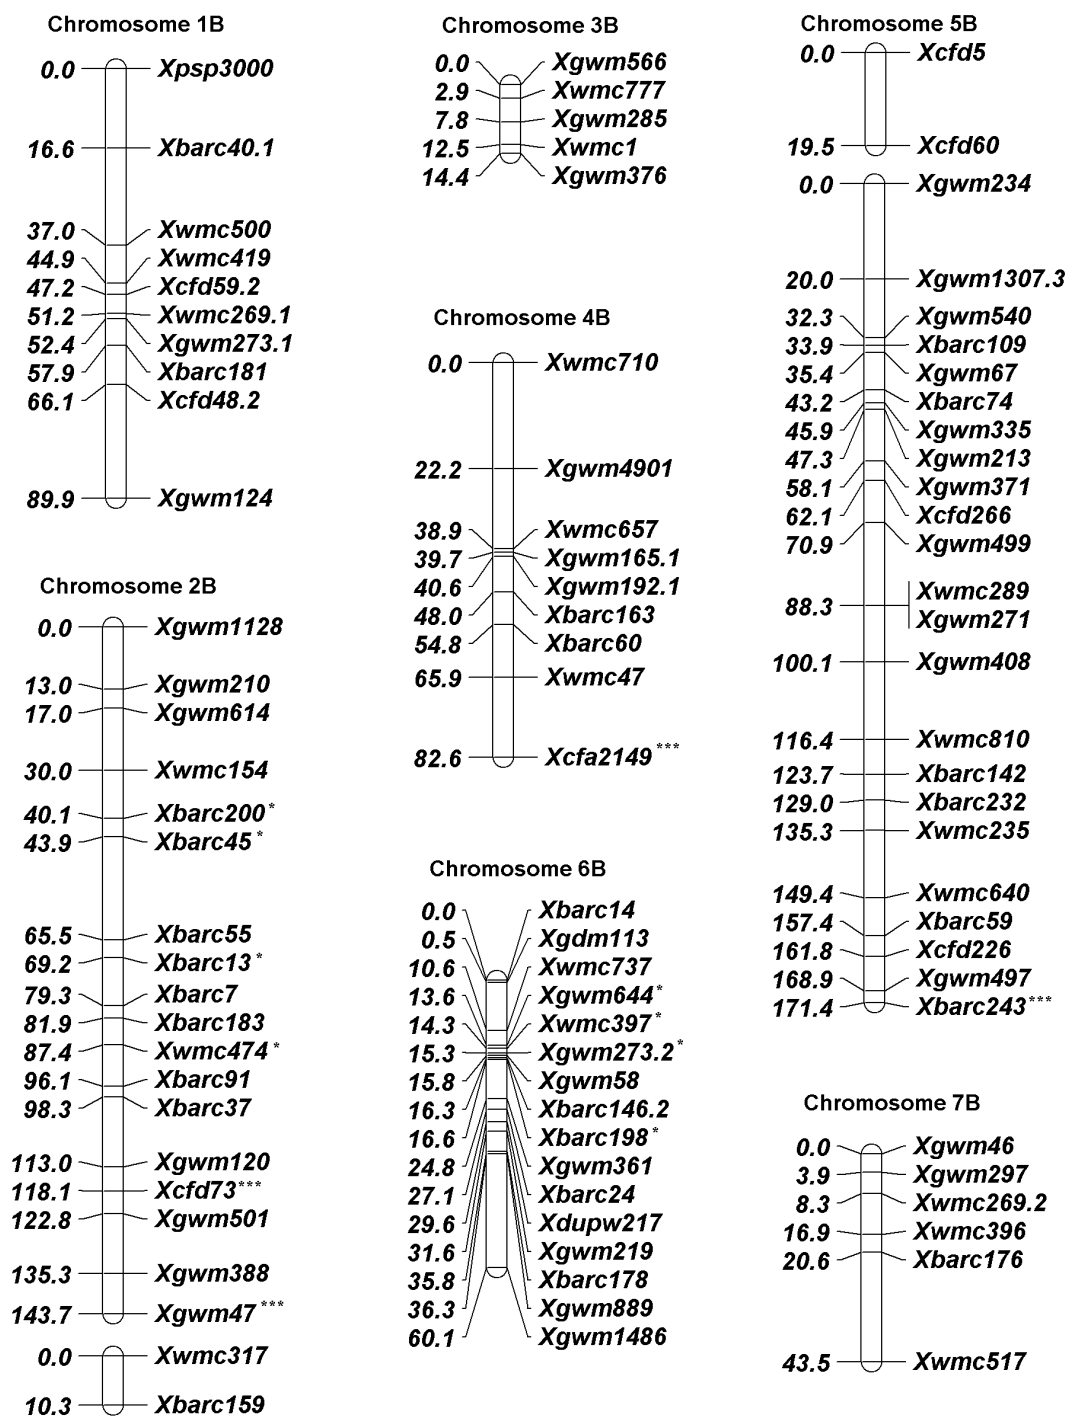 Chromosome 1B
0.0 Xpsp3000
16.6 Xbarc40.1
37.0 Xwmc500
44.9 Xwmc419
47.2 Xcfd59.2
51.2 Xwmc269.1
52.4 Xgwm273.1
57.9 Xbarc181
66.1 Xcfd48.2
89.9 Xgwm124
Chromosome 2B
0.0 Xgwm1128
13.0 Xgwm210
17.0 Xgwm614
30.0 Xwmc154
40.1 Xbarc200*
43.9 Xbarc45*
65.5 Xbarc55
69.2 Xbarc13*
79.3 Xbarc7
81.9 Xbarc183
87.4 Xwmc474*
96.1 Xbarc91
98.3 Xbarc37
113.0 Xgwm120
118.1 Xcfd73***
122.8 Xgwm501
135.3 Xgwm388
143.7 Xgwm47***
0.0 Xwmc317
10.3 Xbarc159
Chromosome 3B
0.0 Xgwm566
2.9 Xwmc777
7.8 Xgwm285
12.5 Xwmc1
14.4 Xgwm376
Chromosome 4B
0.0 Xwmc710
22.2 Xgwm4901
38.9 Xwmc657
39.7 Xgwm165.1
40.6 Xgwm192.1
48.0 Xbarc163
54.8 Xbarc60
65.9 Xwmc47
82.6 Xcfa2149***
Chromosome 6B
0.0 Xbarc14
0.5 Xgdm113
10.6 Xwmc737
13.6 Xgwm644*
14.3 Xwmc397*
15.3 Xgwm273.2*
15.8 Xgwm58
16.3 Xbarc146.2
16.6 Xbarc198*
24.8 Xgwm361
27.1 Xbarc24
29.6 Xdupw217
31.6 Xgwm219
35.8 Xbarc178
36.3 Xgwm889
60.1 Xgwm1486
Chromosome 5B
0.0 Xcfd5
19.5 Xcfd60
0.0 Xgwm234
20.0 Xgwm1307.3
32.3 Xgwm540
33.9 Xbarc109
35.4 Xgwm67
43.2 Xbarc74
45.9 Xgwm335
47.3 Xgwm213
58.1 Xgwm371
62.1 Xcfd266
70.9 Xgwm499
88.3 Xwmc289
Xgwm271
100.1 Xgwm408
116.4 Xwmc810
123.7 Xbarc142
129.0 Xbarc232
135.3 Xwmc235
149.4 Xwmc640
157.4 Xbarc59
161.8 Xcfd226
168.9 Xgwm497
171.4 Xbarc243***
Chromosome 7B
0.0 Xgwm46
3.9 Xgwm297
8.3 Xwmc269.2
16.9 Xwmc396
20.6 Xbarc176
43.5 Xwmc517